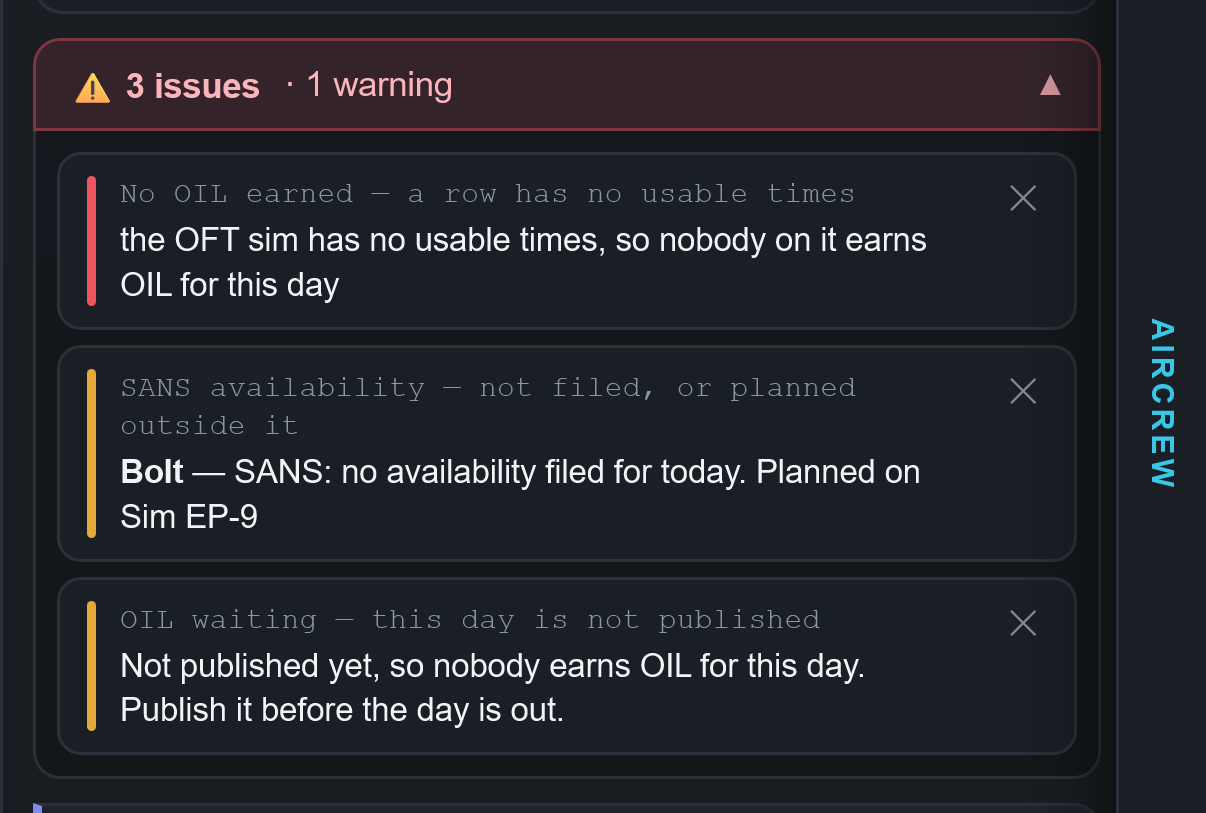 3 issues · 1 warning ▲
No OIL earned — a row has no usable times
the OFT sim has no usable times, so nobody on it earns
OIL for this day
SANS availability — not filed, or planned
outside it
Bolt — SANS: no availability filed for today. Planned on
Sim EP-9
OIL waiting — this day is not published
Not published yet, so nobody earns OIL for this day.
Publish it before the day is out.
AIRCREW